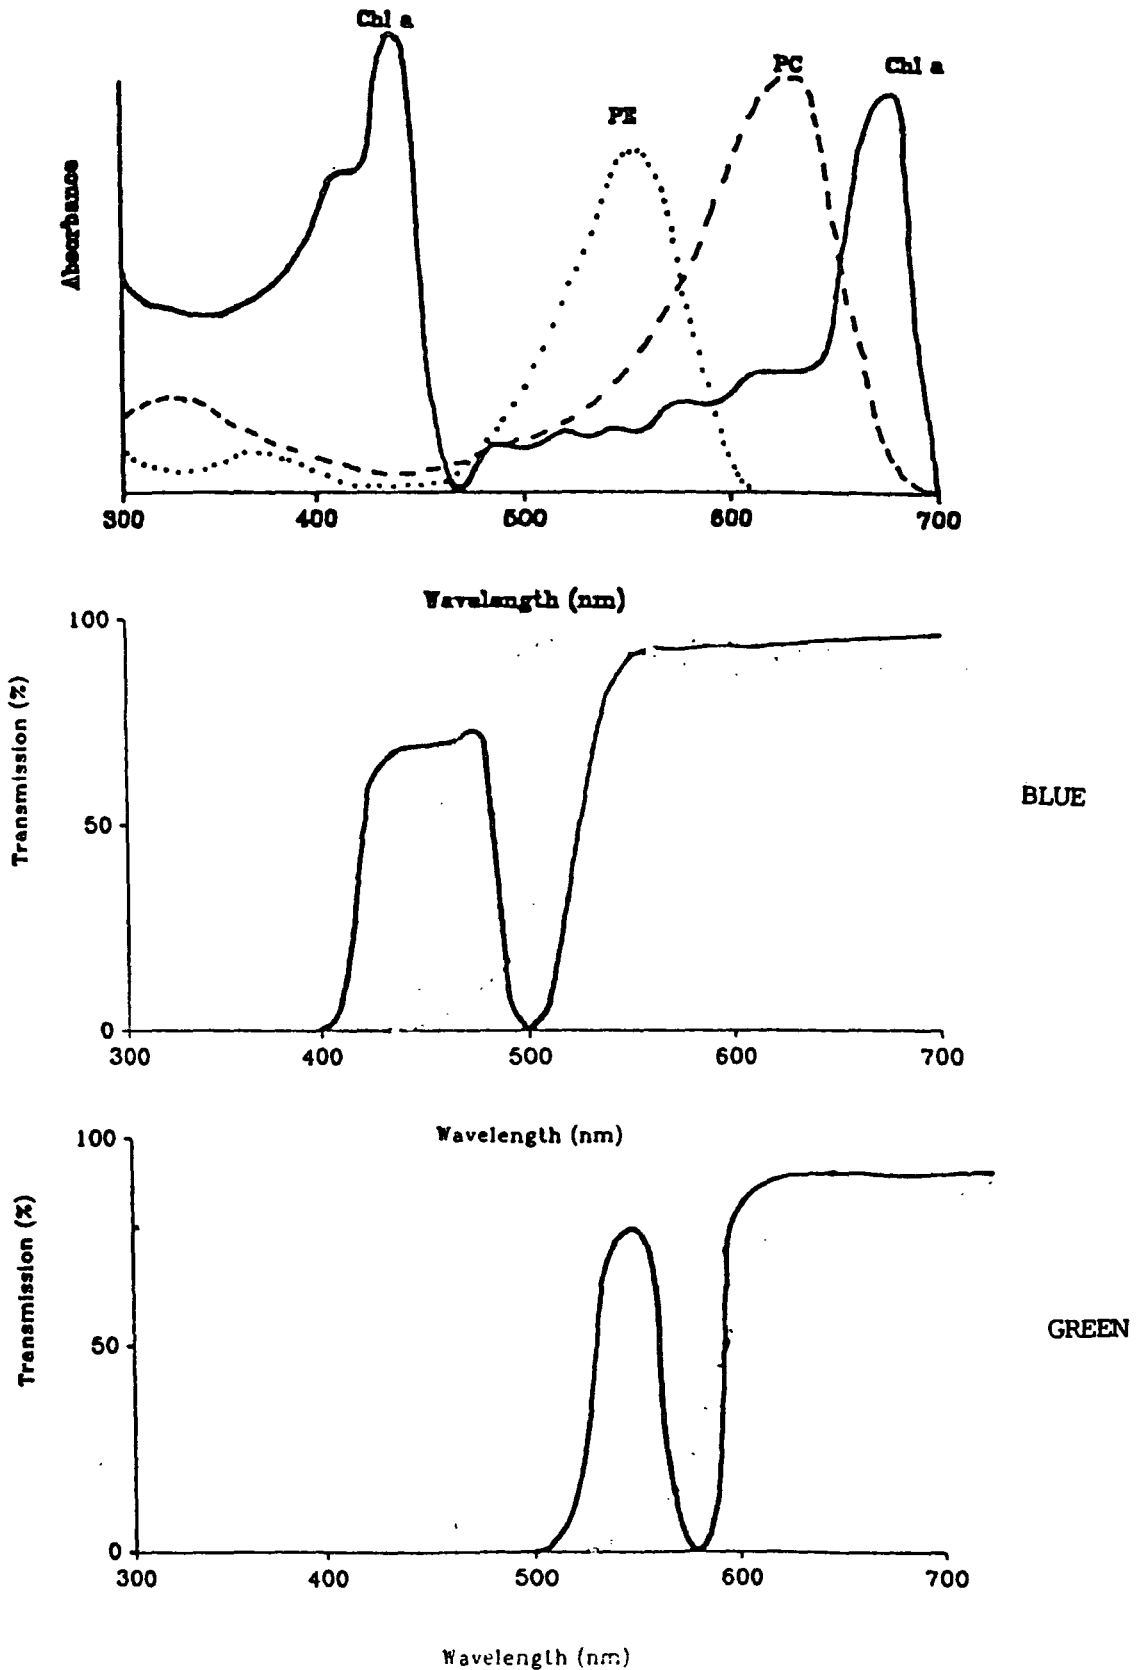 Chl a
PC
Chl a
PE
Absorbance
300 400 500 600 700
Wavelength (nm)
100
Transmission (%)
BLUE
50
0
300 400 500 600 700
Wavelength (nm)
100
Transmission (%)
GREEN
50
0
300 400 500 600 700
Wavelength (nm)